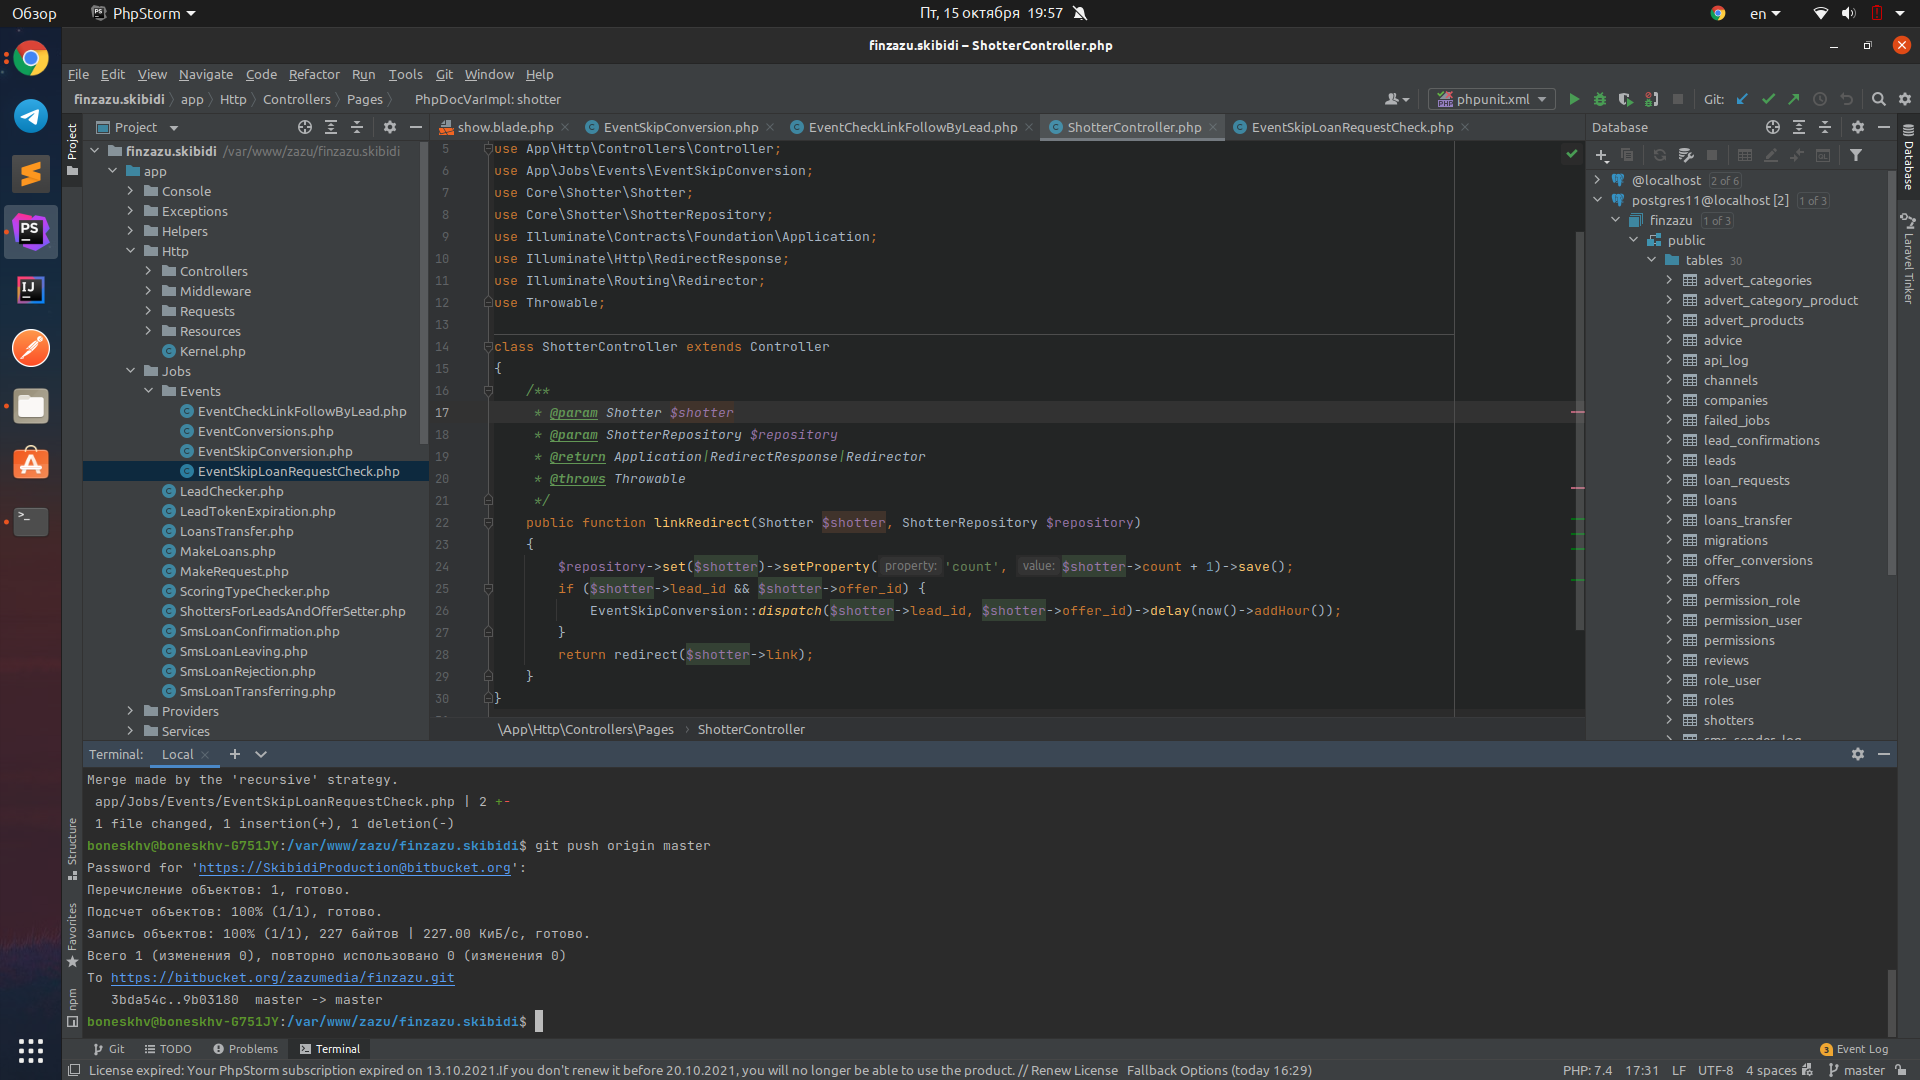 Обзор
PhpStorm
Пт, 15 октября 19:57
en
finzazu.skibidi – ShotterController.php
File Edit View Navigate Code Refactor Run Tools Git Window Help
finzazu.skibidi app Http Controllers Pages PhpDocVarImpl: shotter
phpunit.xml
Git:
Project
Project
show.blade.php
EventSkipConversion.php
EventCheckLinkFollowByLead.php
ShotterController.php
EventSkipLoanRequestCheck.php
Database
Database
Laravel Tinker
finzazu.skibidi /var/www/zazu/finzazu.skibidi
app
Console
Exceptions
Helpers
Http
Controllers
Middleware
Requests
Resources
Kernel.php
Jobs
Events
EventCheckLinkFollowByLead.php
EventConversions.php
EventSkipConversion.php
EventSkipLoanRequestCheck.php
LeadChecker.php
LeadTokenExpiration.php
LoansTransfer.php
MakeLoans.php
MakeRequest.php
ScoringTypeChecker.php
ShottersForLeadsAndOfferSetter.php
SmsLoanConfirmation.php
SmsLoanLeaving.php
SmsLoanRejection.php
SmsLoanTransferring.php
Providers
Services
5 use App\Http\Controllers\Controller;
6 use App\Jobs\Events\EventSkipConversion;
7 use Core\Shotter\Shotter;
8 use Core\Shotter\ShotterRepository;
9 use Illuminate\Contracts\Foundation\Application;
10 use Illuminate\Http\RedirectResponse;
11 use Illuminate\Routing\Redirector;
12 use Throwable;
13
14 class ShotterController extends Controller
15 {
16 /**
17 * @param Shotter $shotter
18 * @param ShotterRepository $repository
19 * @return Application|RedirectResponse|Redirector
20 * @throws Throwable
21 */
22 public function linkRedirect(Shotter $shotter, ShotterRepository $repository)
23 {
24 $repository->set($shotter)->setProperty( property: 'count', value: $shotter->count + 1)->save();
25 if ($shotter->lead_id && $shotter->offer_id) {
26 EventSkipConversion::dispatch($shotter->lead_id, $shotter->offer_id)->delay(now()->addHour());
27 }
28 return redirect($shotter->link);
29 }
30 }
\App\Http\Controllers\Pages › ShotterController
@localhost 2 of 6
postgres11@localhost [2] 1 of 3
finzazu 1 of 3
public
tables 30
advert_categories
advert_category_product
advert_products
advice
api_log
channels
companies
failed_jobs
lead_confirmations
leads
loan_requests
loans
loans_transfer
migrations
offer_conversions
offers
permission_role
permission_user
permissions
reviews
role_user
roles
shotters
sms_sender_log
Terminal: Local
Merge made by the 'recursive' strategy.
app/Jobs/Events/EventSkipLoanRequestCheck.php | 2 +-
1 file changed, 1 insertion(+), 1 deletion(-)
boneskhv@boneskhv-G751JY:/var/www/zazu/finzazu.skibidi$ git push origin master
Password for 'https://SkibidiProduction@bitbucket.org':
Перечисление объектов: 1, готово.
Подсчет объектов: 100% (1/1), готово.
Запись объектов: 100% (1/1), 227 байтов | 227.00 КиБ/с, готово.
Всего 1 (изменения 0), повторно использовано 0 (изменения 0)
To https://bitbucket.org/zazumedia/finzazu.git
3bda54c..9b03180 master -> master
boneskhv@boneskhv-G751JY:/var/www/zazu/finzazu.skibidi$
Structure
Favorites
npm
Git TODO Problems Terminal
3 Event Log
License expired: Your PhpStorm subscription expired on 13.10.2021.If you don't renew it before 20.10.2021, you will no longer be able to use the product. // Renew License Fallback Options (today 16:29)
PHP: 7.4 17:31 LF UTF-8 4 spaces master